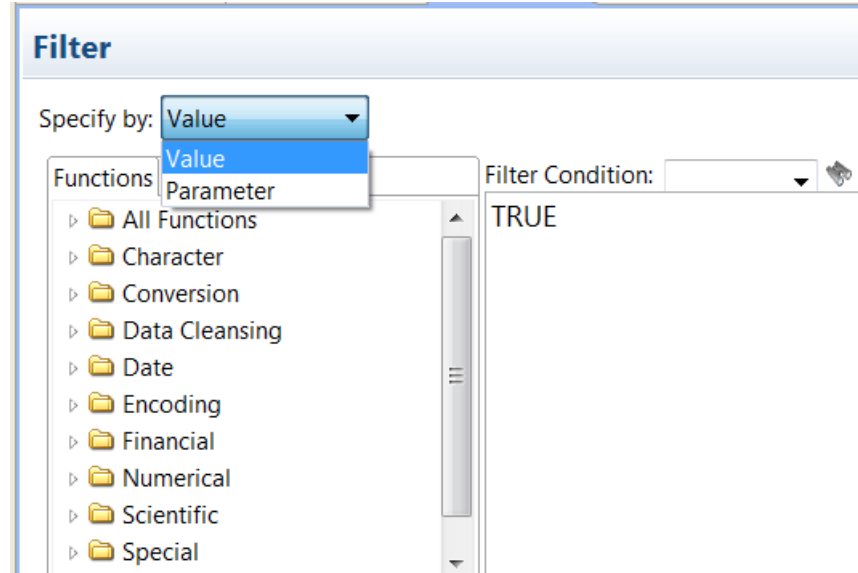 Filter
Specify by: Value
Value
Parameter
Functions
All Functions
Character
Conversion
Data Cleansing
Date
Encoding
Financial
Numerical
Scientific
Special
Filter Condition:
TRUE